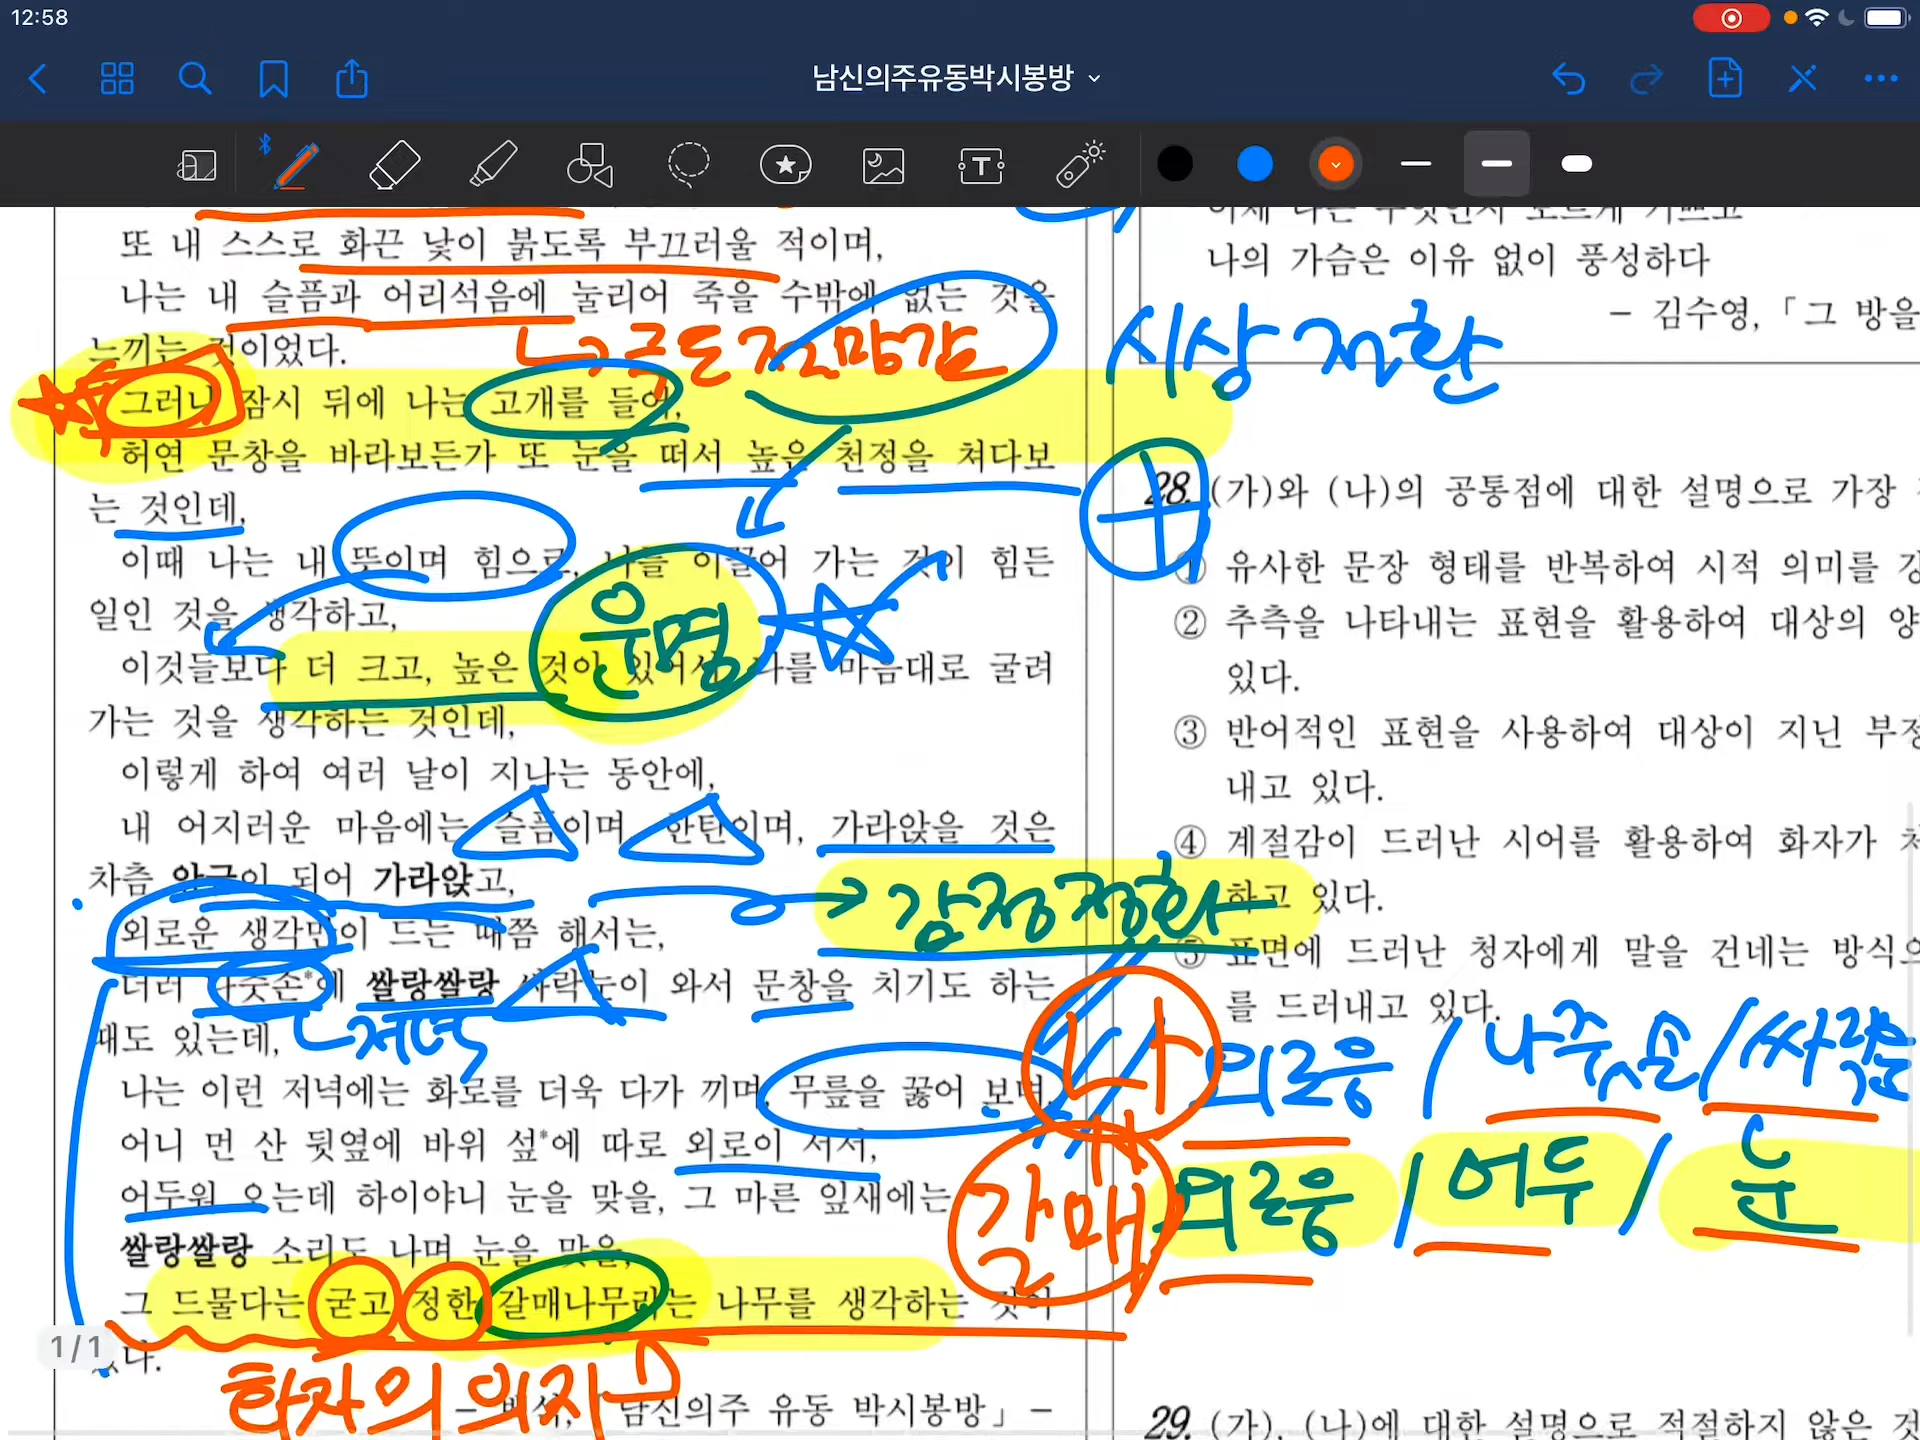 12:58
남신의주유동박시봉방
또 내 스스로 화끈 낯이 붉도록 부끄러울 적이며,
나는 내 슬픔과 어리석음에 눌리어 죽을 수밖에 없는 것을
느끼는 것이었다.
극도 절망감
그러나 잠시 뒤에 나는 고개를 들어,
허연 문창을 바라보든가 또 눈을 떠서 높은 천정을 쳐다보
는 것인데,
이때 나는 내 뜻이며 힘으로, 나를 이끌어 가는 것이 힘든
일인 것을 생각하고,
운명
이것들보다 더 크고, 높은 것이 있어서, 나를 마음대로 굴려
가는 것을 생각하는 것인데,
이렇게 하여 여러 날이 지나는 동안에,
내 어지러운 마음에는 슬픔이며, 한탄이며, 가라앉을 것은
차츰 앙금이 되어 가라앉고,
감정 정화
외로운 생각만이 드는 때쯤 해서는,
더러 나줏손*에 쌀랑쌀랑 싸락눈이 와서 문창을 치기도 하는
때도 있는데,
저녁
나는 이런 저녁에는 화로를 더욱 다가 끼며, 무릎을 꿇어 보며,
어니 먼 산 뒷옆에 바위 섶*에 따로 외로이 서서,
어두워 오는데 하이야니 눈을 맞을, 그 마른 잎새에는
쌀랑쌀랑 소리도 나며 눈을 맞을,
그 드물다는 굳고 정한 갈매나무라는 나무를 생각하는 것이
있다.
화자의 의지
- 백석, 「남신의주 유동 박시봉방」 -
1/1
나의 가슴은 이유 없이 풍성하다
- 김수영, 「그 방을
시상 전환
28. (가)와 (나)의 공통점에 대한 설명으로 가장
① 유사한 문장 형태를 반복하여 시적 의미를
② 추측을 나타내는 표현을 활용하여 대상의
있다.
③ 반어적인 표현을 사용하여 대상이 지닌
내고 있다.
④ 계절감이 드러난 시어를 활용하여 화자가
하고 있다.
⑤ 표면에 드러난 청자에게 말을 건네는
를 드러내고 있다.
나 외로움 / 나줏손 / 싸락눈
갈매 외로움 / 어두 / 눈
29. (가), (나)에 대한 설명으로 적절하지 않은